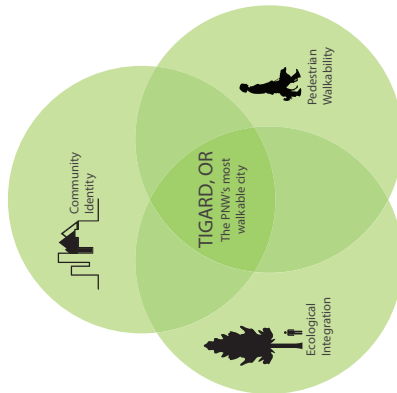 Community
Identity
TIGARD, OR
The PNW's most
walkable city
Ecological
Integration
Pedestrian
Walkability